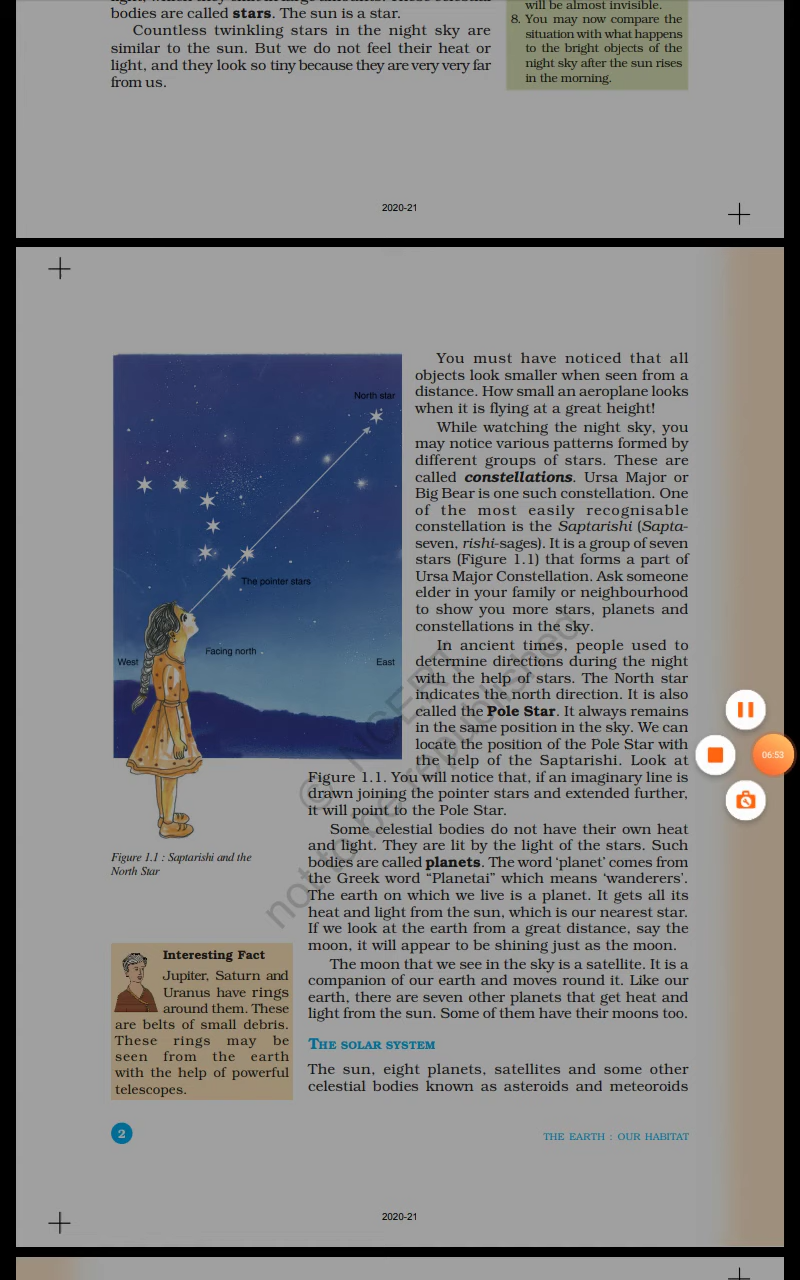 bodies are called stars. The sun is a star.
Countless twinkling stars in the night sky are
similar to the sun. But we do not feel their heat or
light, and they look so tiny because they are very very far
from us.
will be almost invisible.
8. You may now compare the
situation with what happens
to the bright objects of the
night sky after the sun rises
in the morning.
2020-21
North star
The pointer stars
Facing north
West
East
Figure 1.1 : Saptarishi and the
North Star
You must have noticed that all
objects look smaller when seen from a
distance. How small an aeroplane looks
when it is flying at a great height!
While watching the night sky, you
may notice various patterns formed by
different groups of stars. These are
called constellations. Ursa Major or
Big Bear is one such constellation. One
of the most easily recognisable
constellation is the Saptarishi (Sapta-
seven, rishi-sages). It is a group of seven
stars (Figure 1.1) that forms a part of
Ursa Major Constellation. Ask someone
elder in your family or neighbourhood
to show you more stars, planets and
constellations in the sky.
In ancient times, people used to
determine directions during the night
with the help of stars. The North star
indicates the north direction. It is also
called the Pole Star. It always remains
in the same position in the sky. We can
locate the position of the Pole Star with
the help of the Saptarishi. Look at
Figure 1.1. You will notice that, if an imaginary line is
drawn joining the pointer stars and extended further,
it will point to the Pole Star.
Some celestial bodies do not have their own heat
and light. They are lit by the light of the stars. Such
bodies are called planets. The word 'planet' comes from
the Greek word "Planetai" which means 'wanderers'.
The earth on which we live is a planet. It gets all its
heat and light from the sun, which is our nearest star.
If we look at the earth from a great distance, say the
moon, it will appear to be shining just as the moon.
The moon that we see in the sky is a satellite. It is a
companion of our earth and moves round it. Like our
earth, there are seven other planets that get heat and
light from the sun. Some of them have their moons too.
THE SOLAR SYSTEM
The sun, eight planets, satellites and some other
celestial bodies known as asteroids and meteoroids
Interesting Fact
Jupiter, Saturn and
Uranus have rings
around them. These
are belts of small debris.
These rings may be
seen from the earth
with the help of powerful
telescopes.
© NCERT
not to be republished
06:53
2
THE EARTH : OUR HABITAT
2020-21